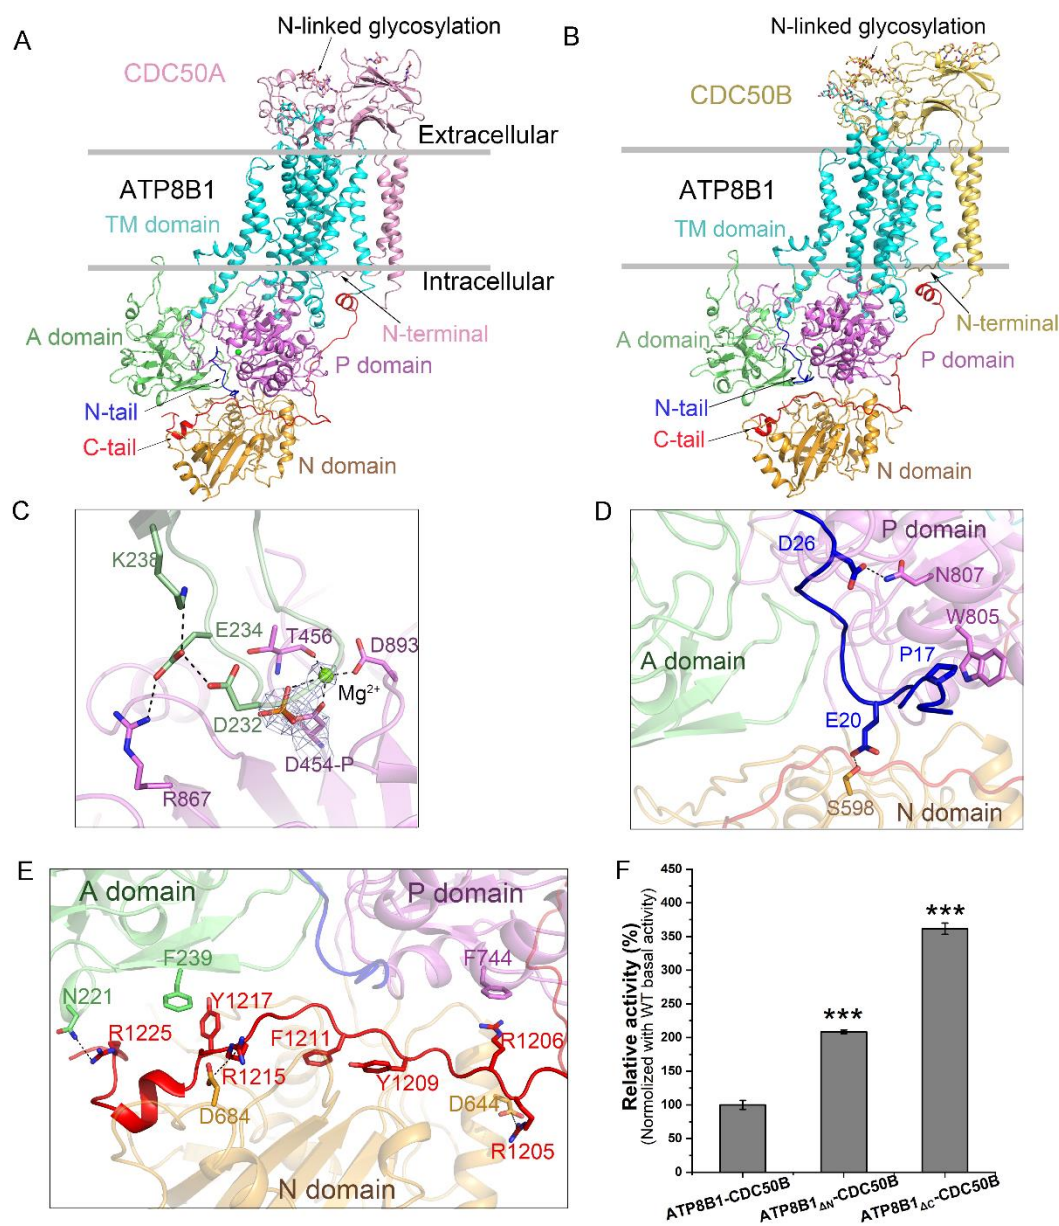 A
N-linked glycosylation
CDC50A
Extracellular
ATP8B1
TM domain
Intracellular
A domain
N-terminal
P domain
N-tail
C-tail
N domain
B
N-linked glycosylation
CDC50B
ATP8B1
TM domain
A domain
N-terminal
P domain
N-tail
C-tail
N domain
C
K238
E234
T456
D893
Mg²⁺
D232
D454-P
R867
D
P domain
D26
N807
W805
A domain
P17
E20
S598
N domain
E
A domain
P domain
F239
F744
N221
Y1217
R1225
F1211
R1206
R1215
Y1209
D684
D644
R1205
N domain
F
Relative activity (%)
(Normolized with WT basal activity)
450
400
350
300
250
200
150
100
50
0
***
***
ATP8B1-CDC50B
ATP8B1ΔN-CDC50B
ATP8B1ΔC-CDC50B